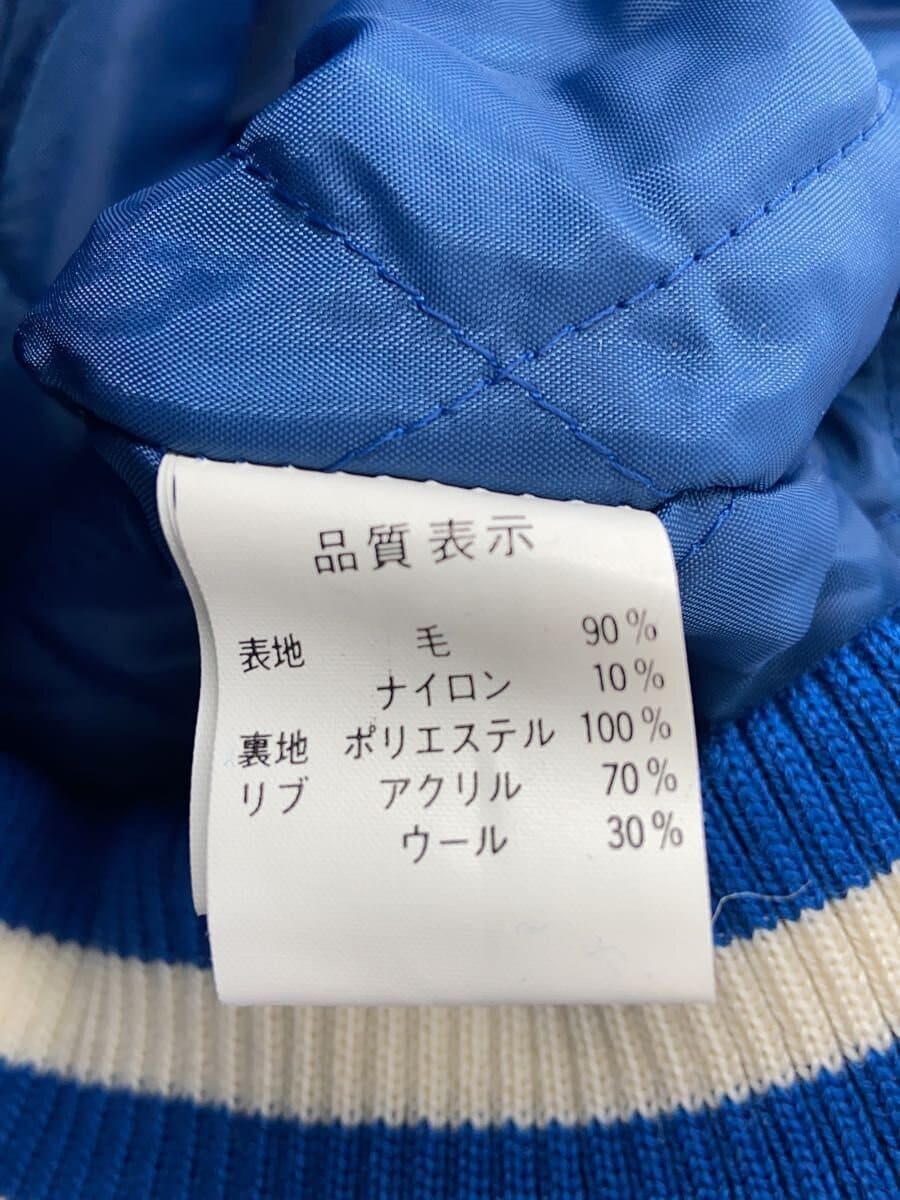 品質表示
表地 毛 90%
ナイロン 10%
裏地 ポリエステル 100%
リブ アクリル 70%
ウール 30%